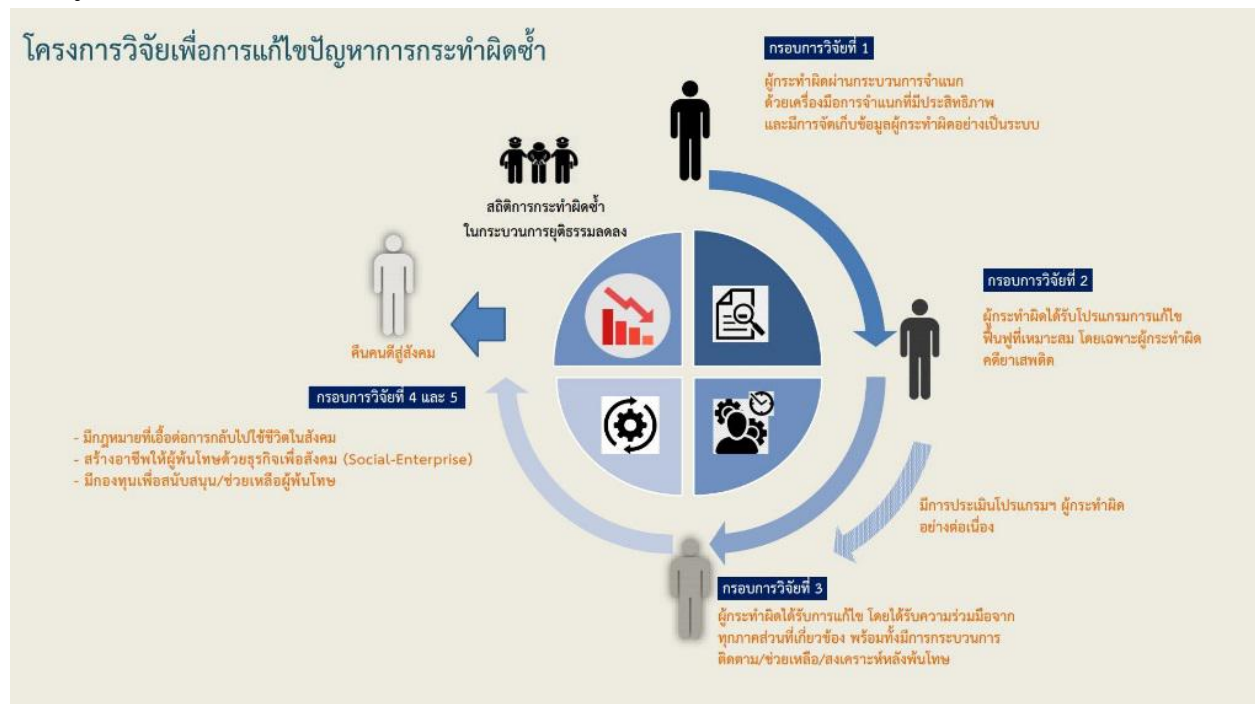 โครงการวิจัยเพื่อการแก้ไขปัญหาการกระทำผิดซ้ำ
กรอบการวิจัยที่ 1
ผู้กระทำผิดผ่านกระบวนการจำแนก
ด้วยเครื่องมือการจำแนกที่มีประสิทธิภาพ
และมีการจัดเก็บข้อมูลผู้กระทำผิดอย่างเป็นระบบ
สถิติการกระทำผิดซ้ำ
ในกระบวนการยุติธรรมลดลง
กรอบการวิจัยที่ 2
ผู้กระทำผิดได้รับโปรแกรมการแก้ไข
ฟื้นฟูที่เหมาะสม โดยเฉพาะผู้กระทำผิด
คดียาเสพติด
คืนคนดีสู่สังคม
กรอบการวิจัยที่ 4 และ 5
- มีกฎหมายที่เอื้อต่อการกลับไปใช้ชีวิตในสังคม
- สร้างอาชีพให้ผู้พ้นโทษด้วยธุรกิจเพื่อสังคม (Social-Enterprise)
- มีกองทุนเพื่อสนับสนุน/ช่วยเหลือผู้พ้นโทษ
มีการประเมินโปรแกรมฯ ผู้กระทำผิด
อย่างต่อเนื่อง
กรอบการวิจัยที่ 3
ผู้กระทำผิดได้รับการแก้ไข โดยได้รับความร่วมมือจาก
ทุกภาคส่วนที่เกี่ยวข้อง พร้อมทั้งมีการกระบวนการ
ติดตาม/ช่วยเหลือ/สงเคราะห์หลังพ้นโทษ